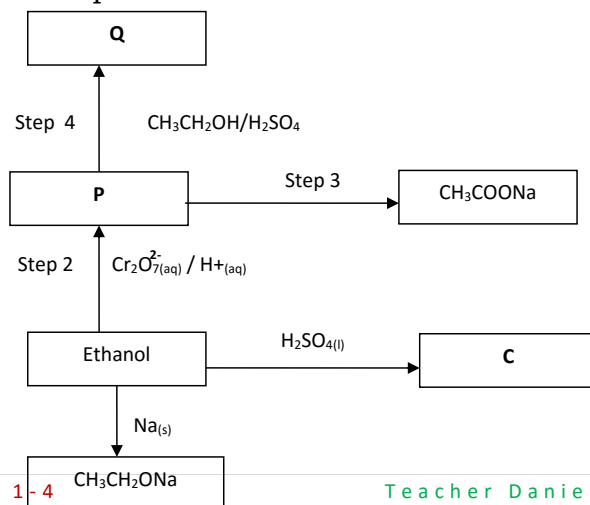 Q
Step 4 CH₃CH₂OH/H₂SO₄
Step 3
P CH₃COONa
Step 2 Cr₂O₇²⁻(aq) / H+(aq)
H₂SO₄(l)
Ethanol C
Na(s)
CH₃CH₂ONa
1 - 4 Teacher Danie